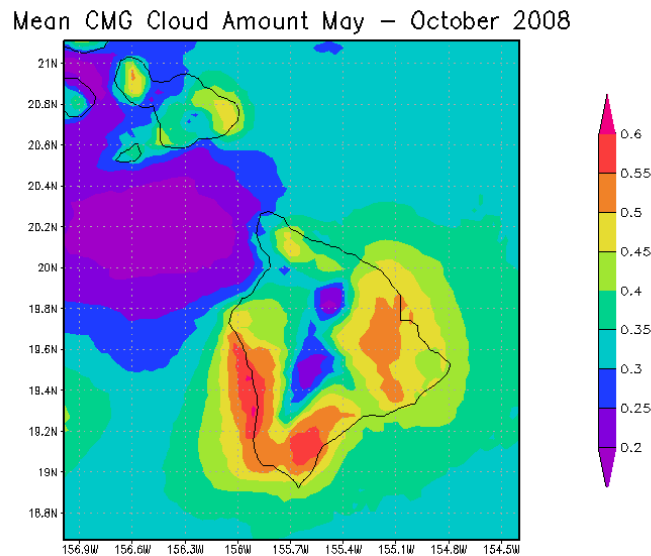 Mean CMG Cloud Amount May – October 2008
21N
20.8N
20.6N
20.4N
20.2N
20N
19.8N
19.6N
19.4N
19.2N
19N
18.8N
156.9W 156.6W 156.3W 156W 155.7W 155.4W 155.1W 154.8W 154.5W
0.6
0.55
0.5
0.45
0.4
0.35
0.3
0.25
0.2